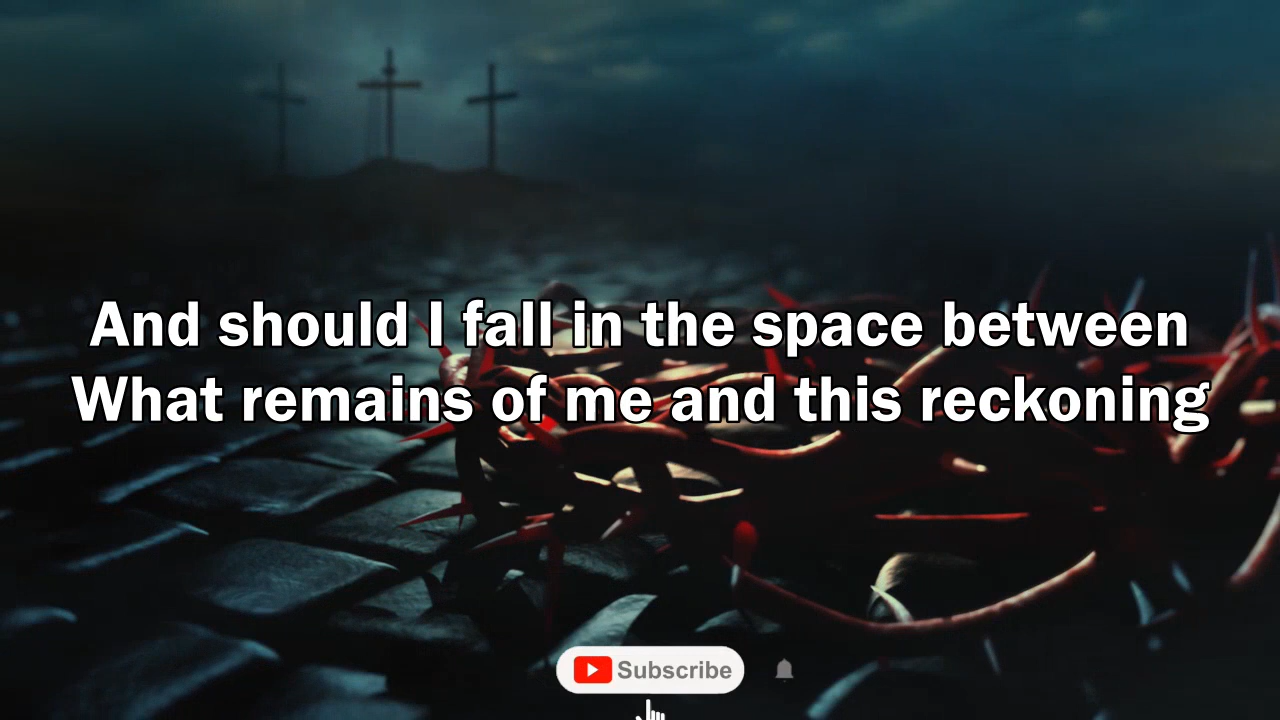 And should I fall in the space between
What remains of me and this reckoning
Subscribe